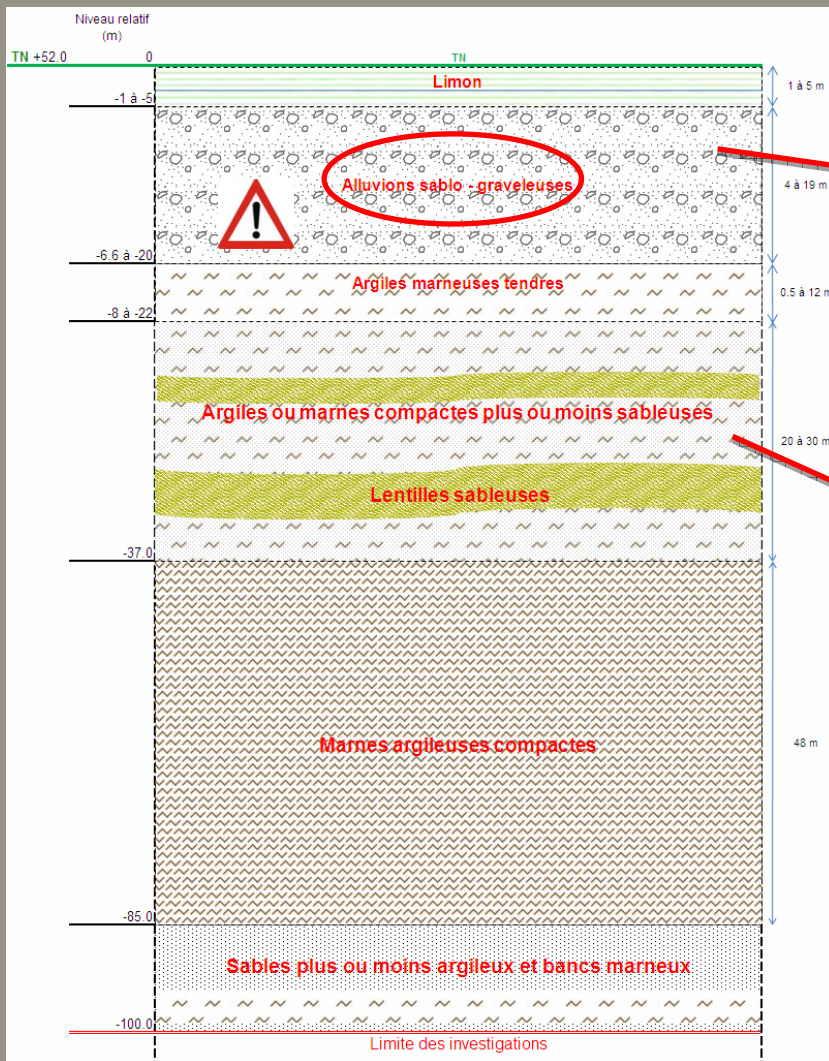 Niveau relatif
(m)
TN +52.0 0 TN
Limon
1 à 5 m
-1 à -5
Alluvions sablo - graveleuses
4 à 19 m
-6.6 à -20
Argiles marneuses tendres
0.5 à 12 m
-8 à -22
Argiles ou marnes compactes plus ou moins sableuses
20 à 30 m
Lentilles sableuses
-37.0
Marnes argileuses compactes
48 m
-85.0
Sables plus ou moins argileux et bancs marneux
-100.0
Limite des investigations